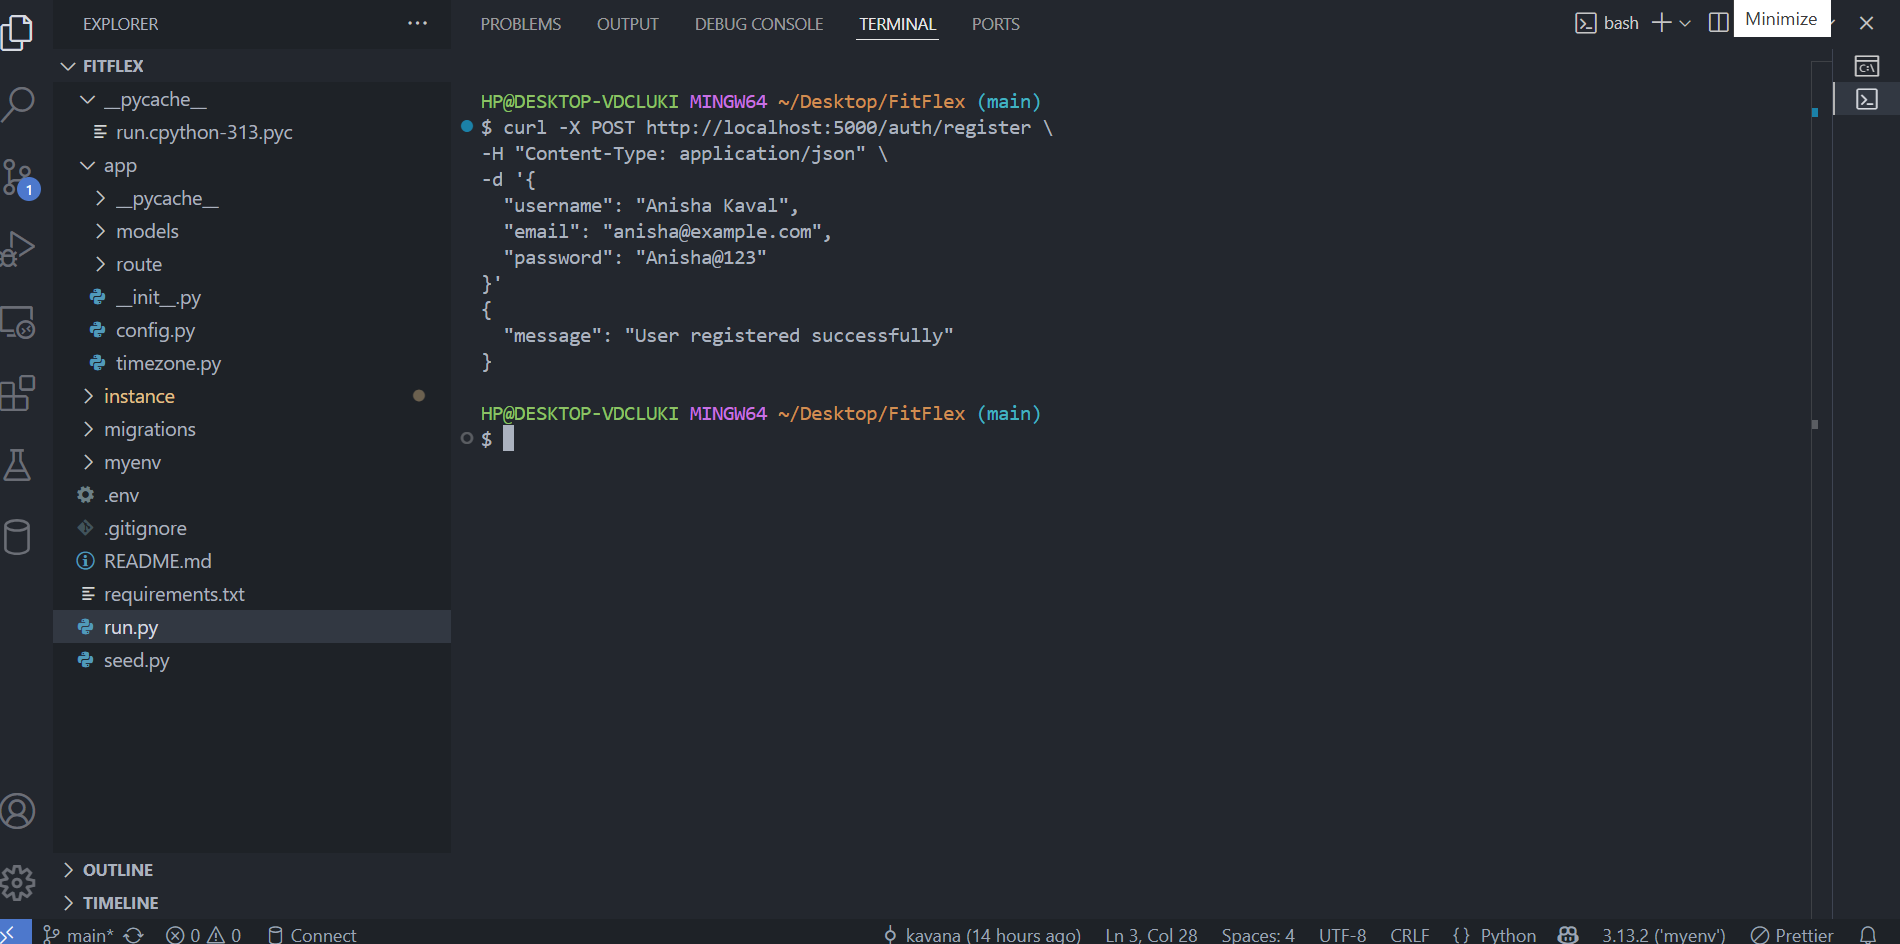 EXPLORER
FITFLEX
__pycache__
run.cpython-313.pyc
app
__pycache__
models
route
__init__.py
config.py
timezone.py
instance
migrations
myenv
.env
.gitignore
README.md
requirements.txt
run.py
seed.py
OUTLINE
TIMELINE
1
PROBLEMS OUTPUT DEBUG CONSOLE TERMINAL PORTS
bash
Minimize
HP@DESKTOP-VDCLUKI MINGW64 ~/Desktop/FitFlex (main)
$ curl -X POST http://localhost:5000/auth/register \
-H "Content-Type: application/json" \
-d '{
"username": "Anisha Kaval",
"email": "anisha@example.com",
"password": "Anisha@123"
}'
{
"message": "User registered successfully"
}
HP@DESKTOP-VDCLUKI MINGW64 ~/Desktop/FitFlex (main)
$
main* 0 0 Connect kavana (14 hours ago) Ln 3, Col 28 Spaces: 4 UTF-8 CRLF {} Python 3.13.2 ('myenv') Prettier